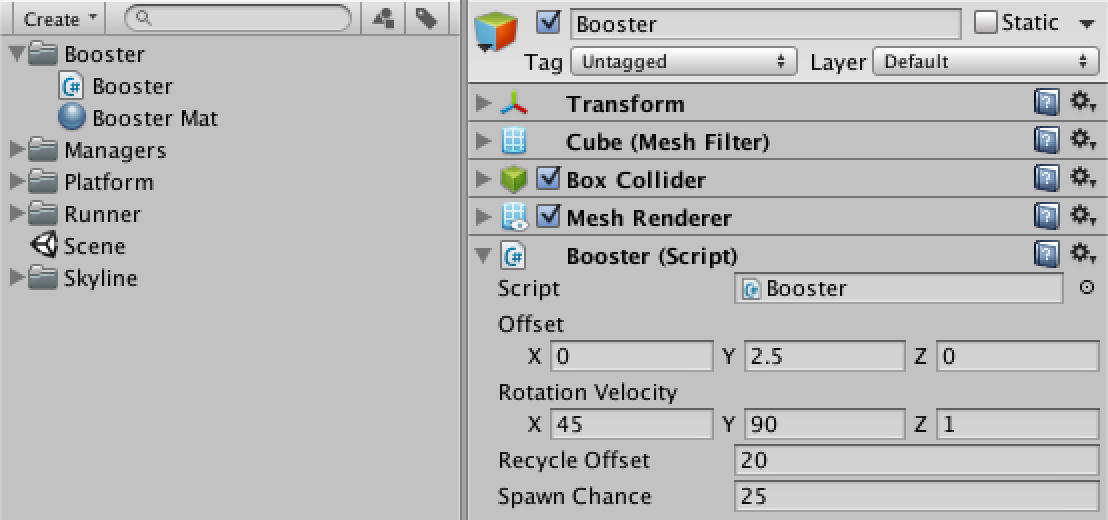 Create
Booster
Booster
Booster Mat
Managers
Platform
Runner
Scene
Skyline
Booster Static
Tag Untagged Layer Default
Transform
Cube (Mesh Filter)
Box Collider
Mesh Renderer
Booster (Script)
Script Booster
Offset
X 0 Y 2.5 Z 0
Rotation Velocity
X 45 Y 90 Z 1
Recycle Offset 20
Spawn Chance 25